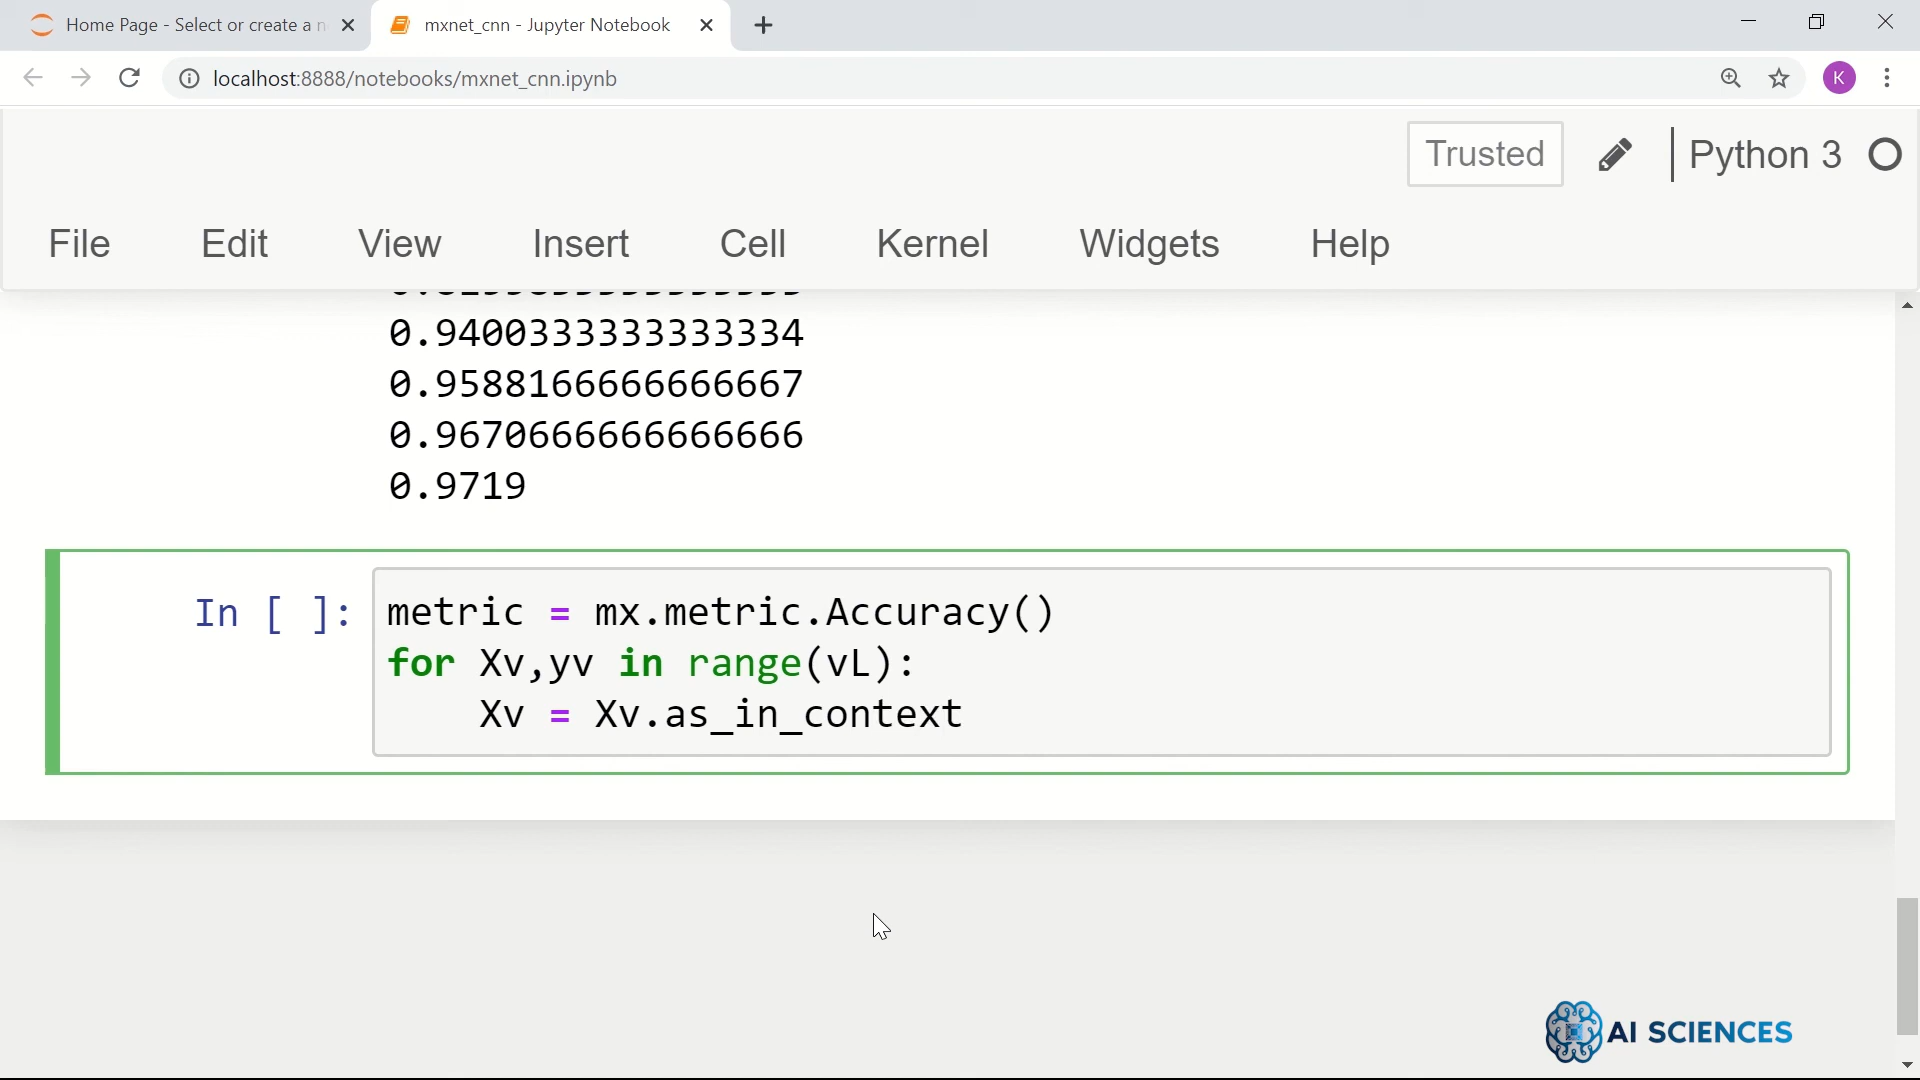 Home Page - Select or create a n
mxnet_cnn - Jupyter Notebook
localhost:8888/notebooks/mxnet_cnn.ipynb
K
Trusted
Python 3
File Edit View Insert Cell Kernel Widgets Help
0.9400333333333334
0.9588166666666667
0.9670666666666666
0.9719
In [ ]:
metric = mx.metric.Accuracy()
for Xv,yv in range(vL):
    Xv = Xv.as_in_context
AI SCIENCES